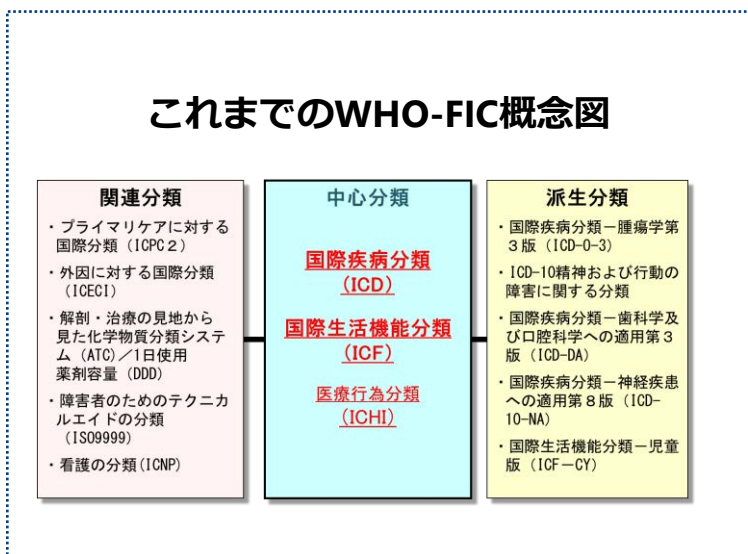 これまでのWHO-FIC概念図
関連分類
・プライマリケアに対する
国際分類（ICPC２）
・外因に対する国際分類
（ICECI）
・解剖・治療の見地から
見た化学物質分類システ
ム（ATC）／1日使用
薬剤容量（DDD）
・障害者のためのテクニカ
ルエイドの分類
（ISO9999）
・看護の分類(ICNP)
中心分類
国際疾病分類
（ICD）
国際生活機能分類
（ICF）
医療行為分類
（ICHI）
派生分類
・国際疾病分類－腫瘍学第
３版（ICD-O-3）
・ICD-10精神および行動の
障害に関する分類
・国際疾病分類－歯科学及
び口腔科学への適用第３
版（ICD-DA）
・国際疾病分類－神経疾患
への適用第８版（ICD-
10-NA）
・国際生活機能分類－児童
版（ICF－CY）